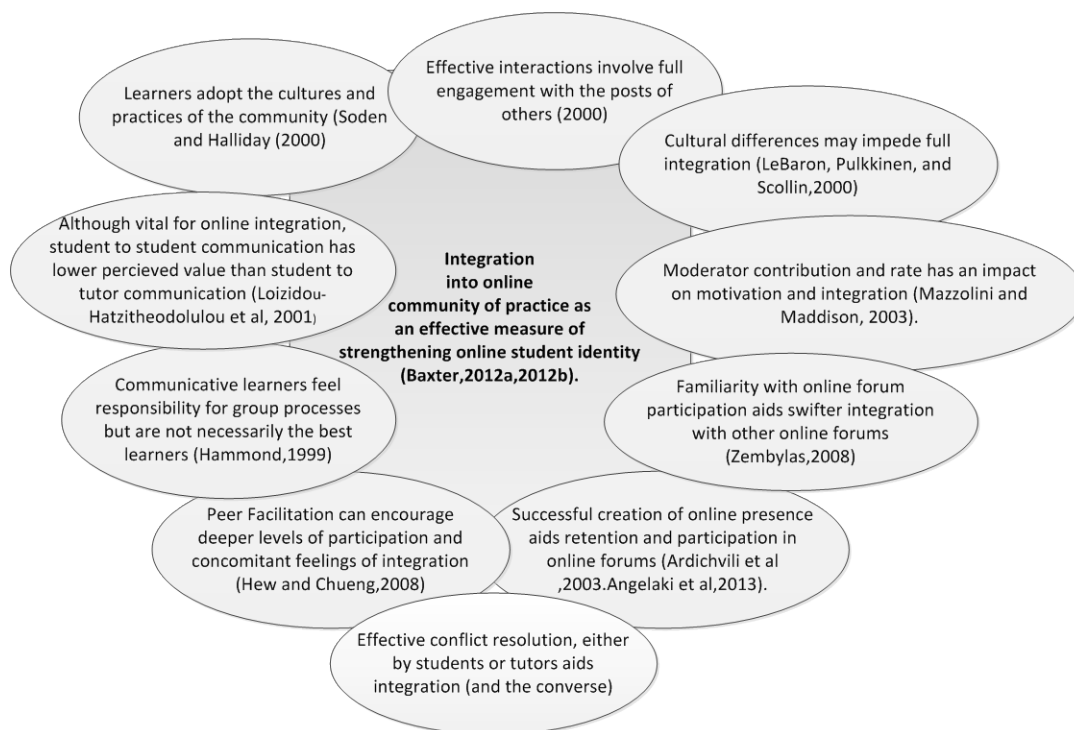 Effective interactions involve full
engagement with the posts of
others (2000)
Learners adopt the cultures and
practices of the community (Soden
and Halliday (2000)
Cultural differences may impede full
integration (LeBaron, Pulkkinen, and
Scollin,2000)
Although vital for online integration,
student to student communication has
lower percieved value than student to
tutor communication (Loizidou-
Hatzitheodolulou et al, 2001)
Integration
into online
community of practice as
an effective measure of
strengthening online student identity
(Baxter,2012a,2012b).
Moderator contribution and rate has an impact
on motivation and integration (Mazzolini and
Maddison, 2003).
Communicative learners feel
responsibility for group processes
but are not necessarily the best
learners (Hammond,1999)
Familiarity with online forum
participation aids swifter integration
with other online forums
(Zembylas,2008)
Peer Facilitation can encourage
deeper levels of participation and
concomitant feelings of integration
(Hew and Chueng,2008)
Successful creation of online presence
aids retention and participation in
online forums (Ardichvili et al
,2003.Angelaki et al,2013).
Effective conflict resolution, either
by students or tutors aids
integration (and the converse)